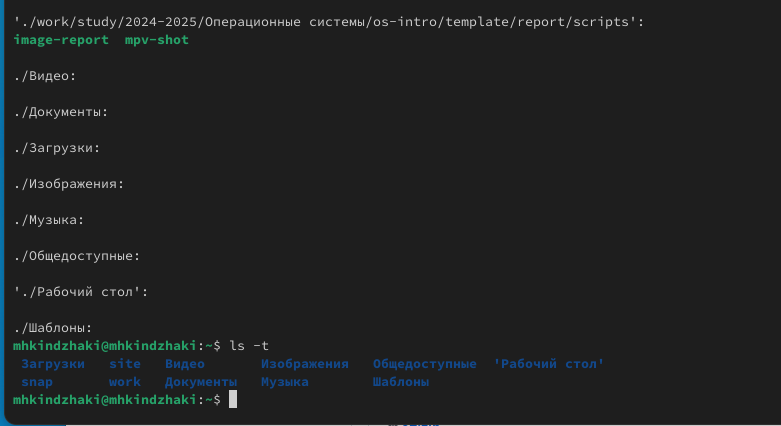 './work/study/2024-2025/Операционные системы/os-intro/template/report/scripts':
image-report  mpv-shot
./Видео:
./Документы:
./Загрузки:
./Изображения:
./Музыка:
./Общедоступные:
'./Рабочий стол':
./Шаблоны:
mhkindzhaki@mhkindzhaki:~$ ls -t
Загрузки  site  Видео  Изображения  Общедоступные  'Рабочий стол'
snap  work  Документы  Музыка  Шаблоны
mhkindzhaki@mhkindzhaki:~$